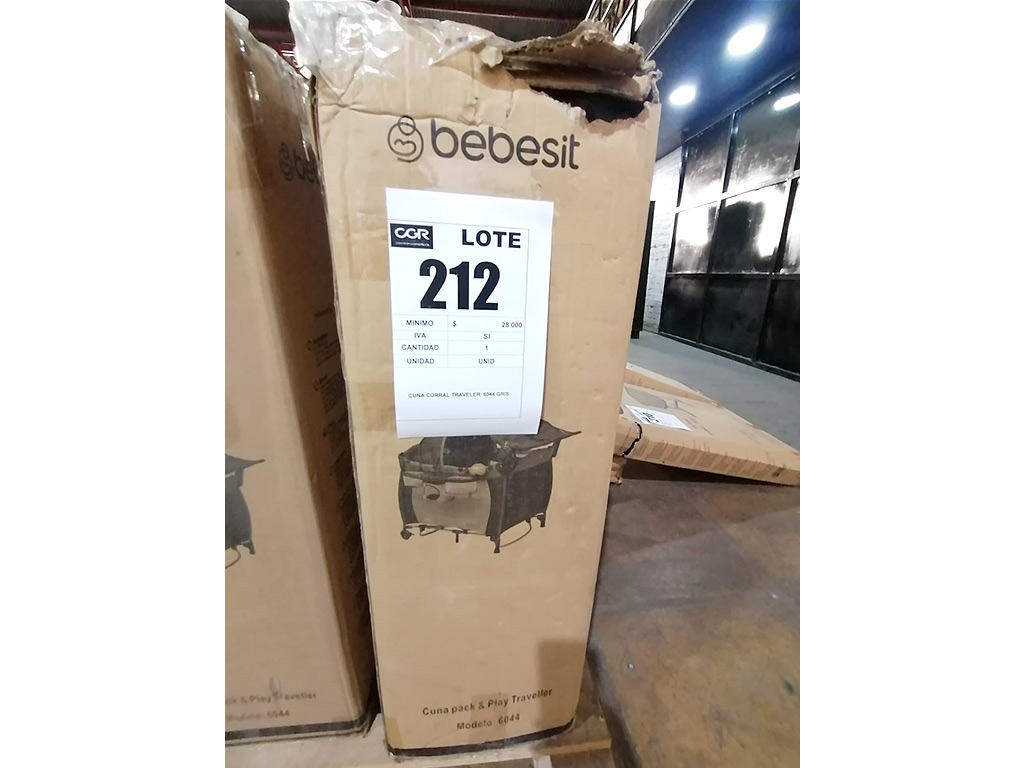 bebesit
CGR
LOTE
212
MINIMO $ 28.000
IVA SI
CANTIDAD 1
UNIDAD UNID
CUNA CORRAL TRAVELER 6044 GRIS
Cuna pack & Play Traveller
Modelo 6044
be
pack & Play Traveller
Modelo 6044